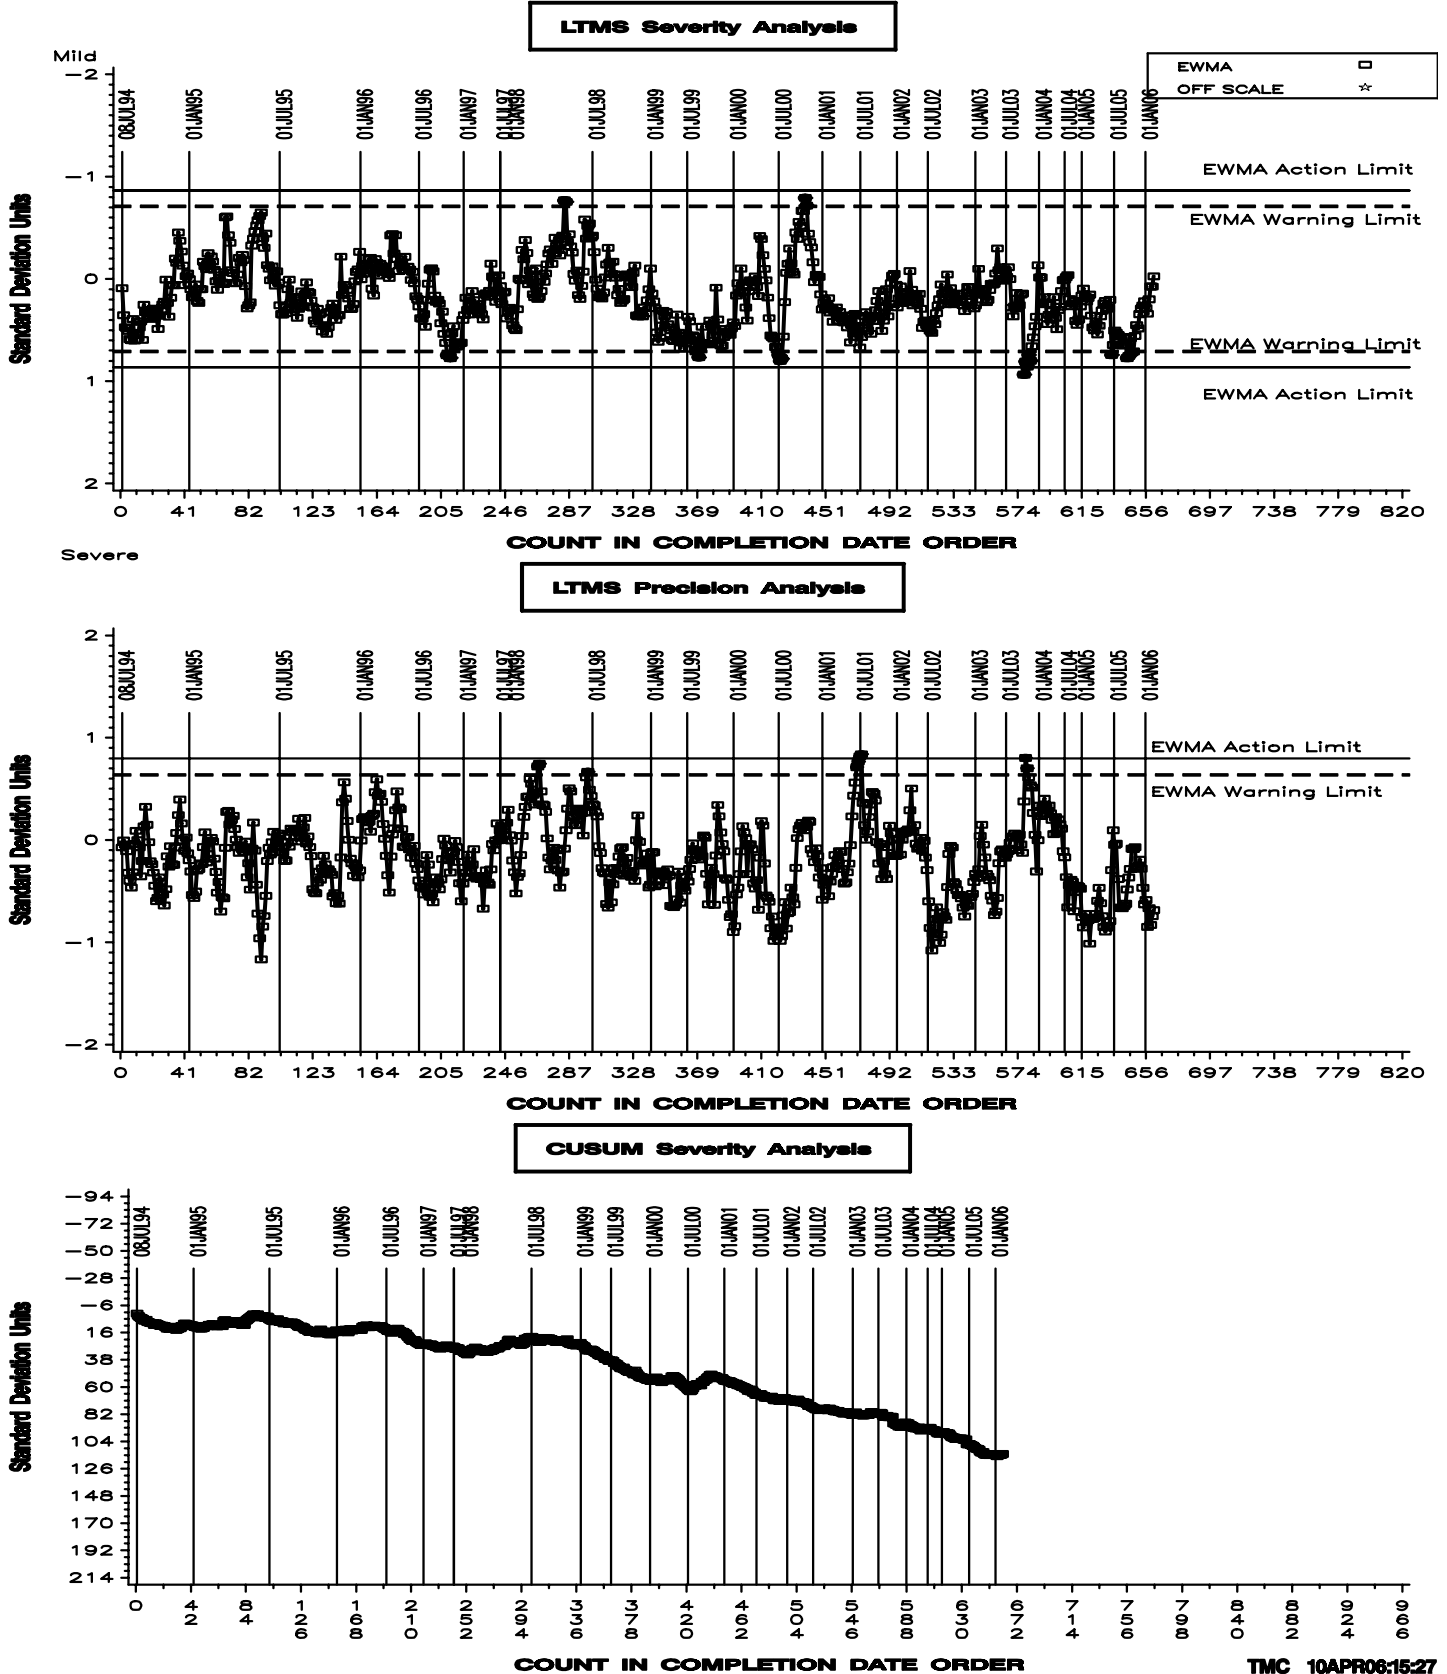 LTMS Severity Analysis
Mild
EWMA
OFF SCALE
08JUL94 01JAN95 01JUL95 01JAN96 01JUL96 01JAN97 01JUL97 01JAN98 01JUL98 01JAN99 01JUL99 01JAN00 01JUL00 01JAN01 01JUL01 01JAN02 01JUL02 01JAN03 01JUL03 01JAN04 01JUL04 01JAN05 01JUL05 01JAN06
-2
-1
0
1
2
Standard Deviation Units
EWMA Action Limit
EWMA Warning Limit
EWMA Warning Limit
EWMA Action Limit
0 41 82 123 164 205 246 287 328 369 410 451 492 533 574 615 656 697 738 779 820
COUNT IN COMPLETION DATE ORDER
Severe
LTMS Precision Analysis
2
1
0
-1
-2
08JUL94 01JAN95 01JUL95 01JAN96 01JUL96 01JAN97 01JUL97 01JAN98 01JUL98 01JAN99 01JUL99 01JAN00 01JUL00 01JAN01 01JUL01 01JAN02 01JUL02 01JAN03 01JUL03 01JAN04 01JUL04 01JAN05 01JUL05 01JAN06
Standard Deviation Units
EWMA Action Limit
EWMA Warning Limit
0 41 82 123 164 205 246 287 328 369 410 451 492 533 574 615 656 697 738 779 820
COUNT IN COMPLETION DATE ORDER
CUSUM Severity Analysis
-94
-72
-50
-28
-6
16
38
60
82
104
126
148
170
192
214
08JUL94 01JAN95 01JUL95 01JAN96 01JUL96 01JAN97 01JUL97 01JAN98 01JUL98 01JAN99 01JUL99 01JAN00 01JUL00 01JAN01 01JUL01 01JAN02 01JUL02 01JAN03 01JUL03 01JAN04 01JUL04 01JAN05 01JUL05 01JAN06
Standard Deviation Units
0 42 84 126 168 210 252 294 336 378 420 462 504 546 588 630 672 714 756 798 840 882 924 966
COUNT IN COMPLETION DATE ORDER
TMC 10APR06:15:27